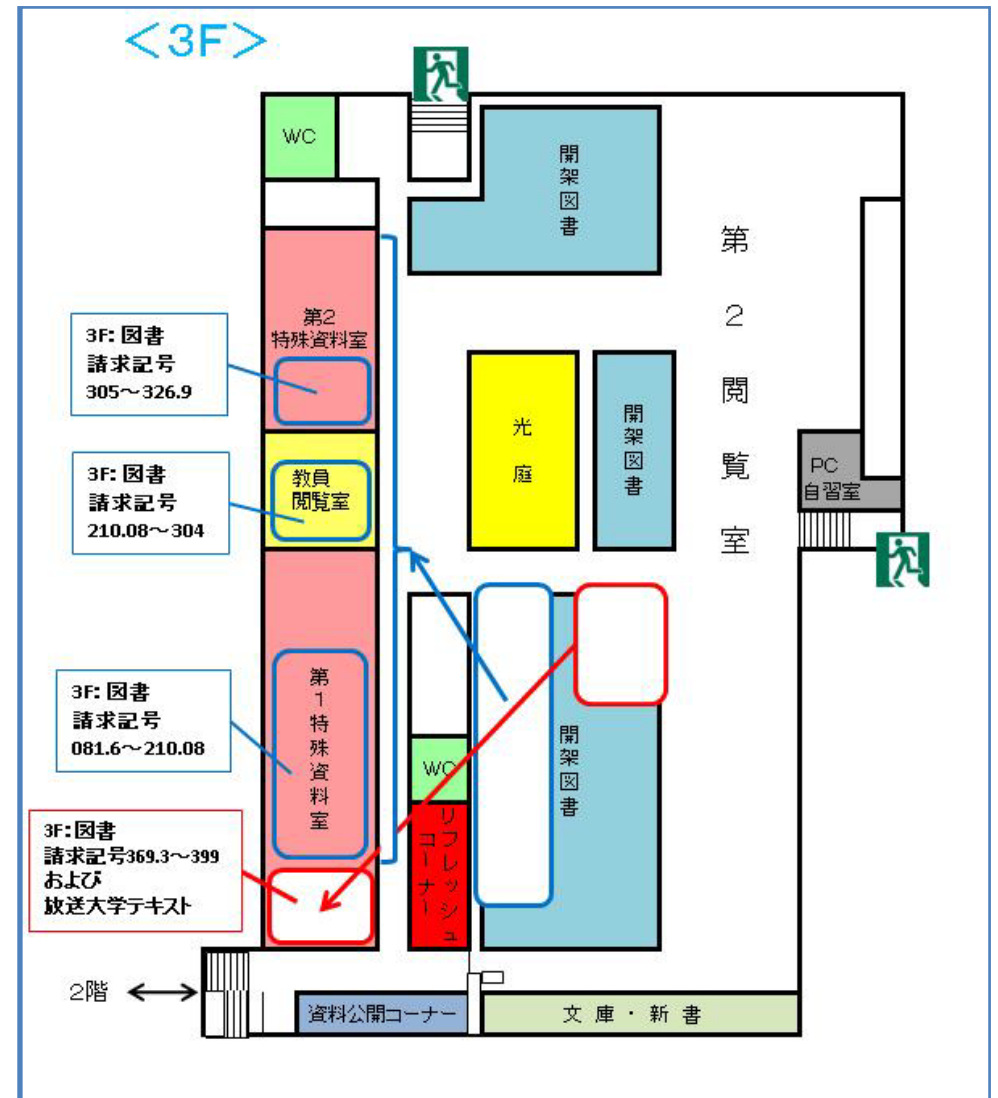 ＜3F＞
WC
開架図書
第2閲覧室
第2
特殊資料室
3F: 図書
請求記号
305～326.9
光庭
開架図書
PC
自習室
教員
閲覧室
3F: 図書
請求記号
210.08～304
第1特殊資料室
3F: 図書
請求記号
081.6～210.08
WC
開架図書
リフレッシュ
コーナー
3F:図書
請求記号369.3～399
および
放送大学テキスト
2階
資料公開コーナー
文庫・新書